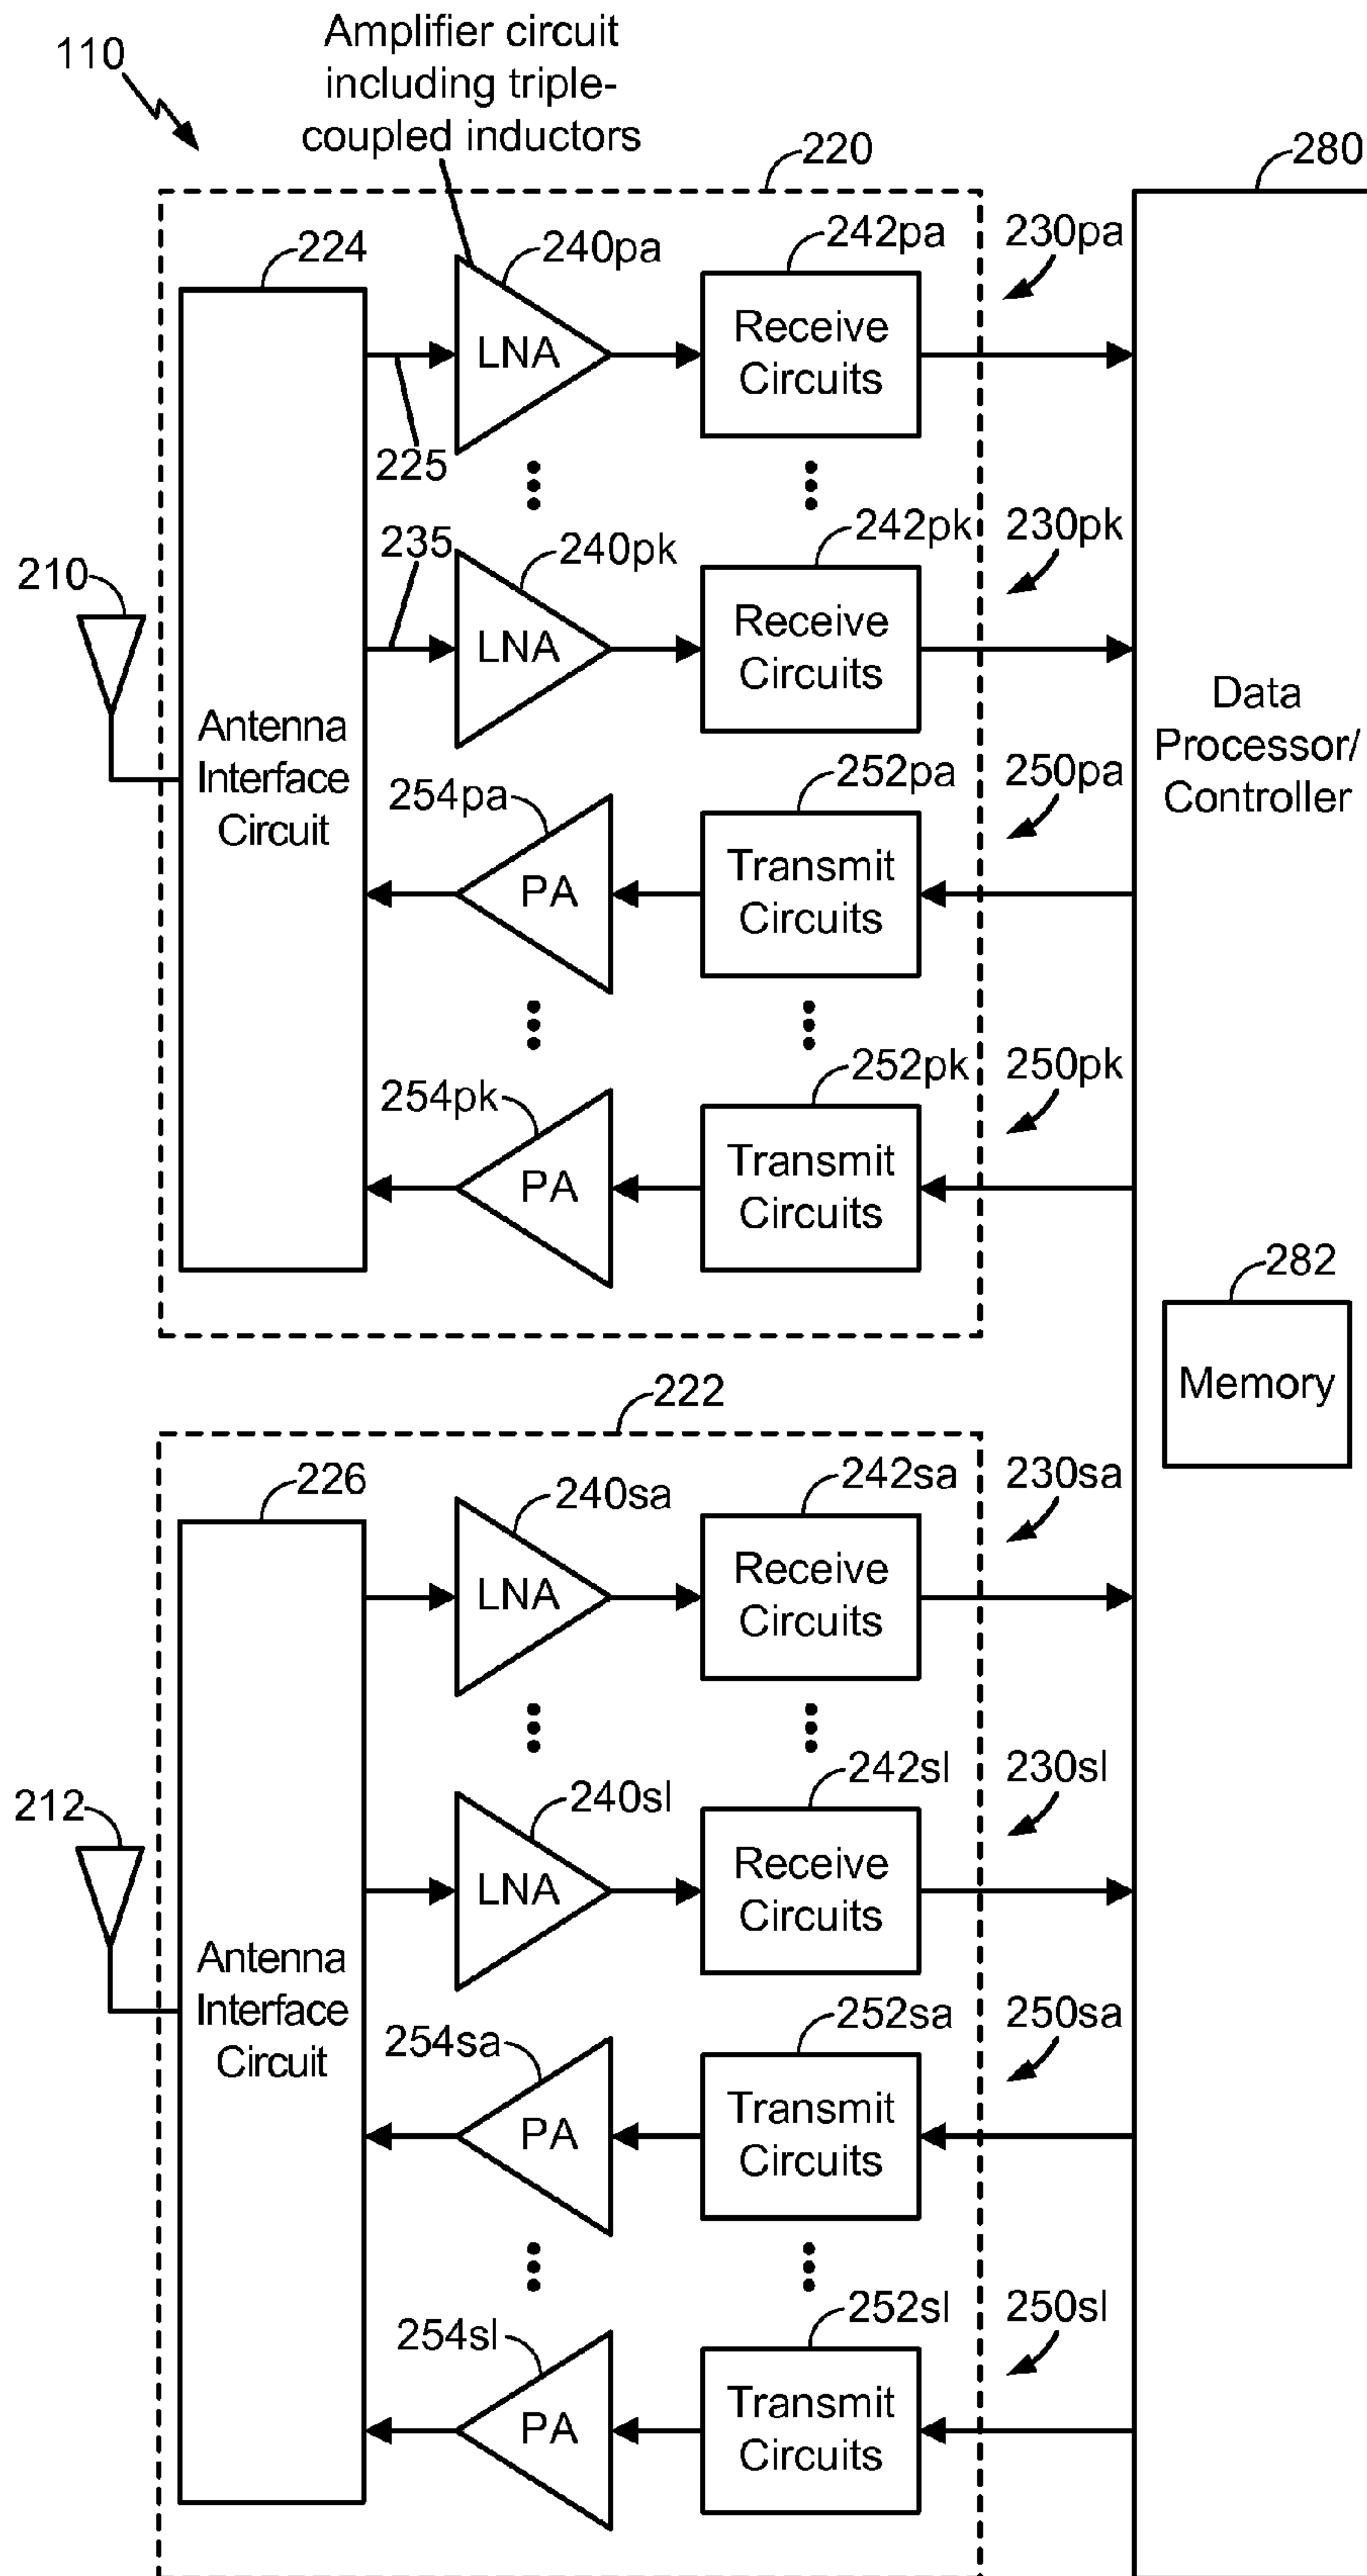 110
Amplifier circuit
including triple-
coupled inductors
220
280
224
240pa
242pa
230pa
LNA
Receive
Circuits
225
235
240pk
242pk
230pk
210
LNA
Receive
Circuits
Antenna
Interface
Circuit
Data
Processor/
Controller
254pa
252pa
250pa
PA
Transmit
Circuits
254pk
252pk
250pk
PA
Transmit
Circuits
282
Memory
222
226
240sa
242sa
230sa
LNA
Receive
Circuits
212
240sl
242sl
230sl
LNA
Receive
Circuits
Antenna
Interface
Circuit
254sa
252sa
250sa
PA
Transmit
Circuits
254sl
252sl
250sl
PA
Transmit
Circuits